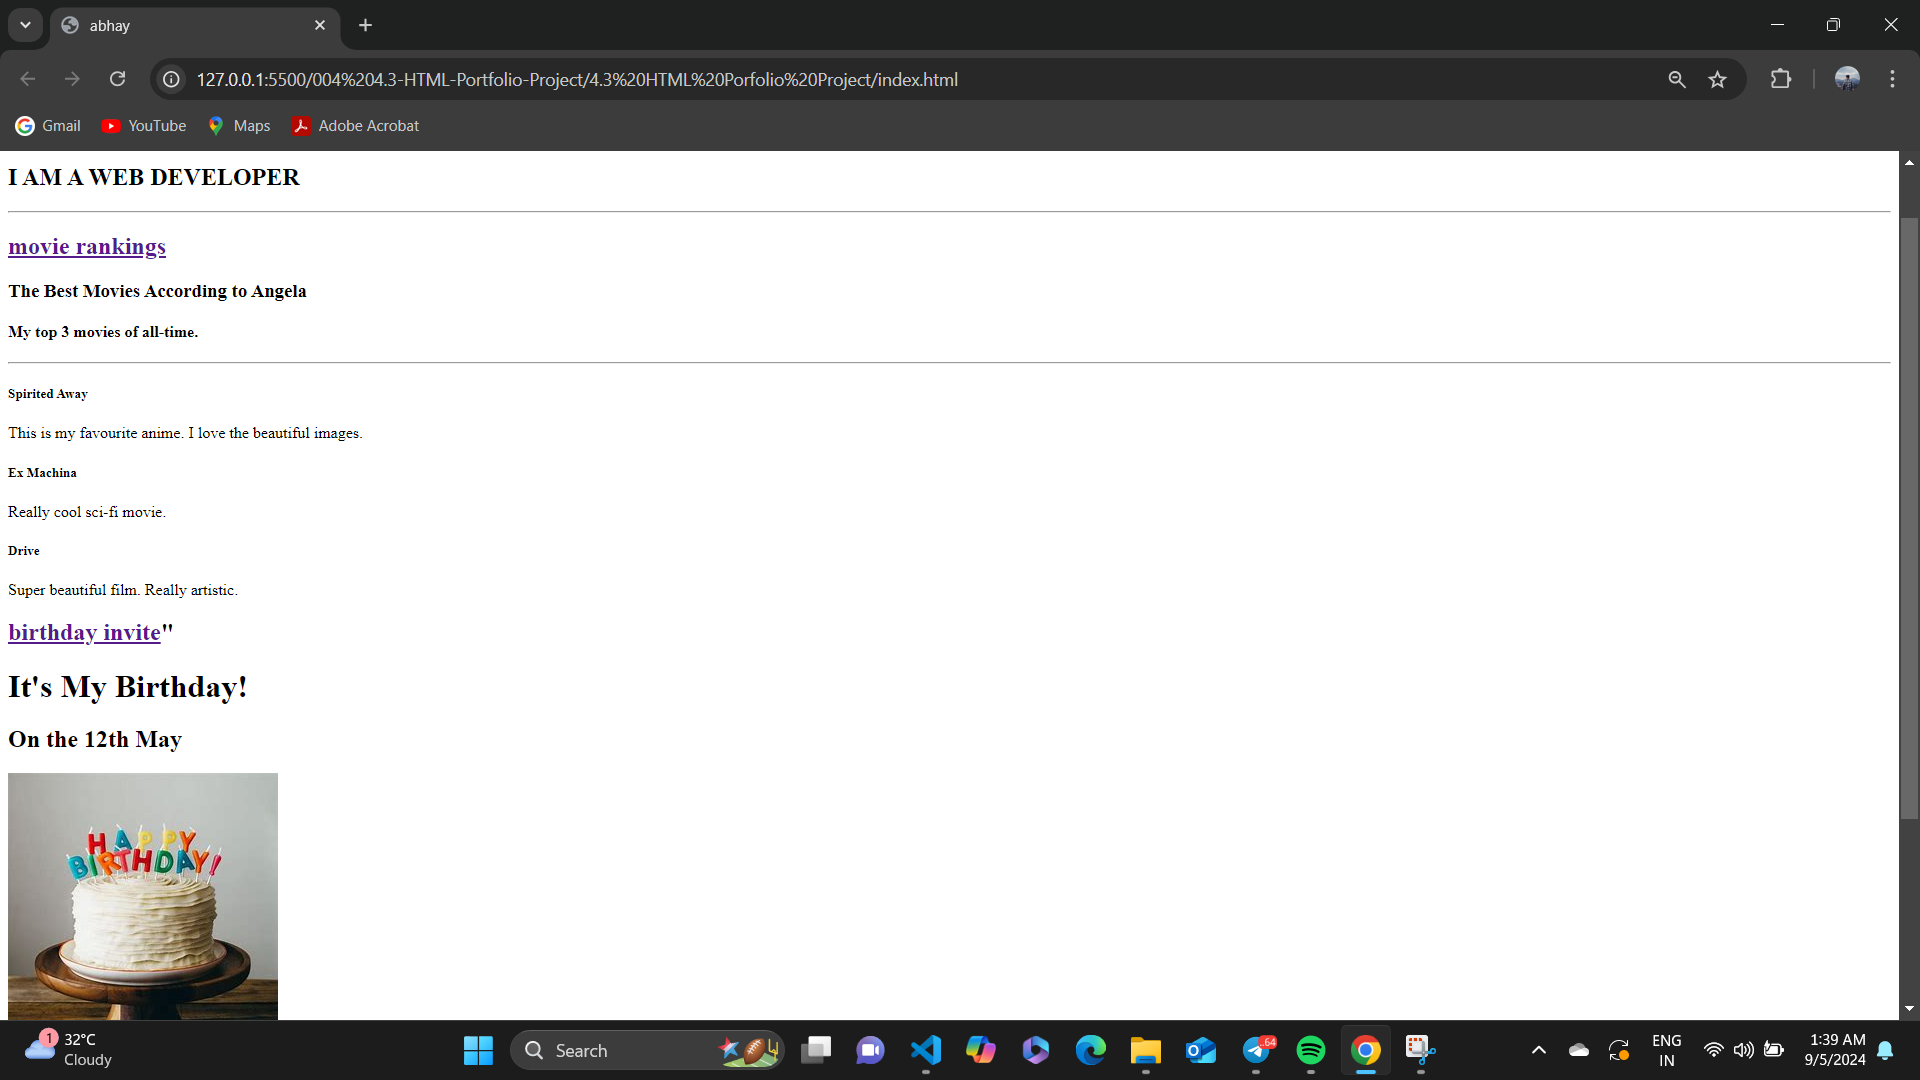 abhay
127.0.0.1:5500/004%204.3-HTML-Portfolio-Project/4.3%20HTML%20Porfolio%20Project/index.html
Gmail YouTube Maps Adobe Acrobat
I AM A WEB DEVELOPER
movie rankings
The Best Movies According to Angela
My top 3 movies of all-time.
Spirited Away
This is my favourite anime. I love the beautiful images.
Ex Machina
Really cool sci-fi movie.
Drive
Super beautiful film. Really artistic.
birthday invite"
It's My Birthday!
On the 12th May
HAPPY
BIRTHDAY!
1 32°C
Cloudy
Search
..64
ENG
IN
1:39 AM
9/5/2024